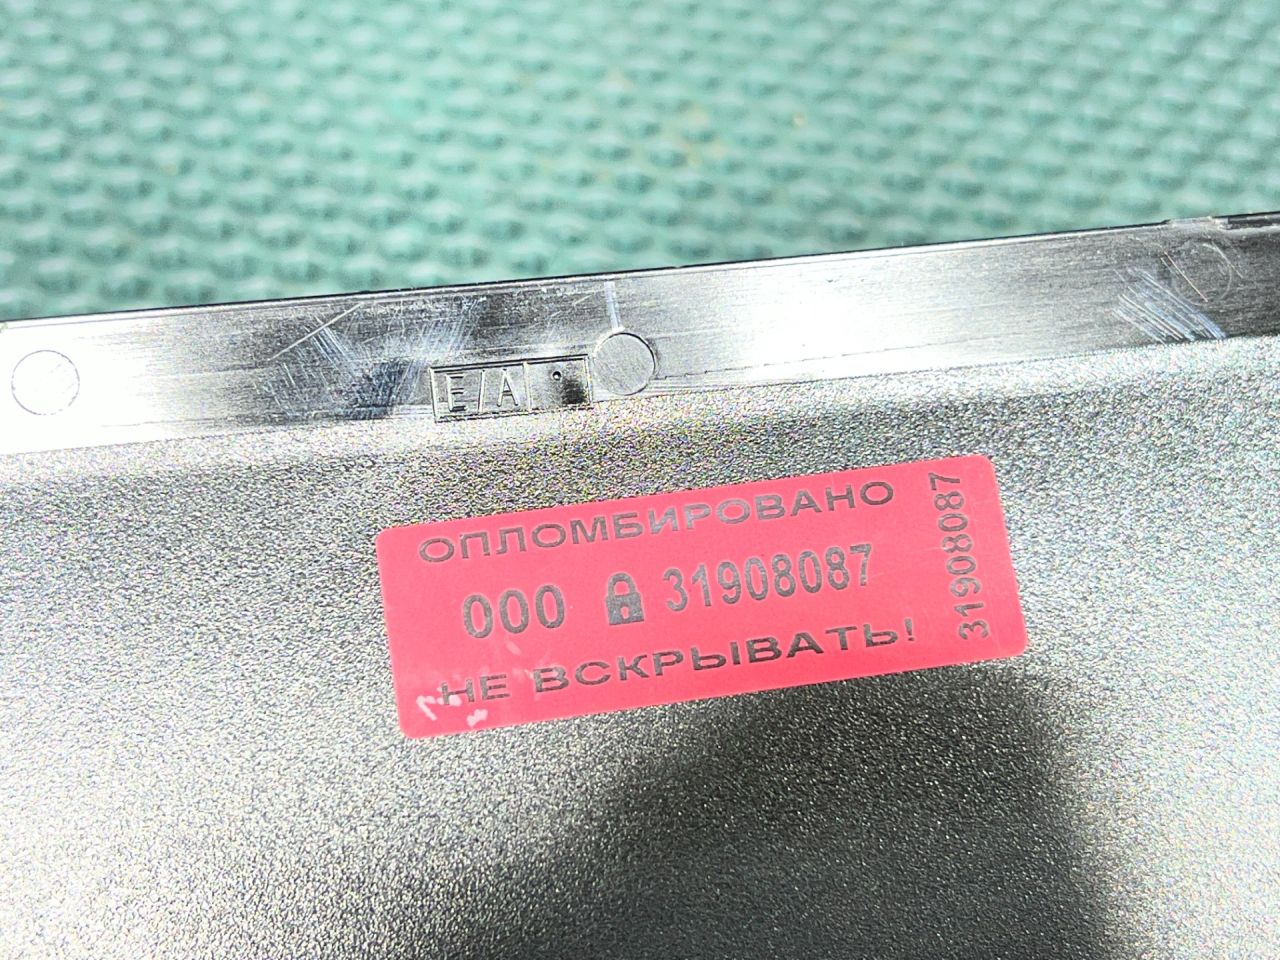 E/A
ОПЛОМБИРОВАНО
000 31908087
НЕ ВСКРЫВАТЬ!
31908087